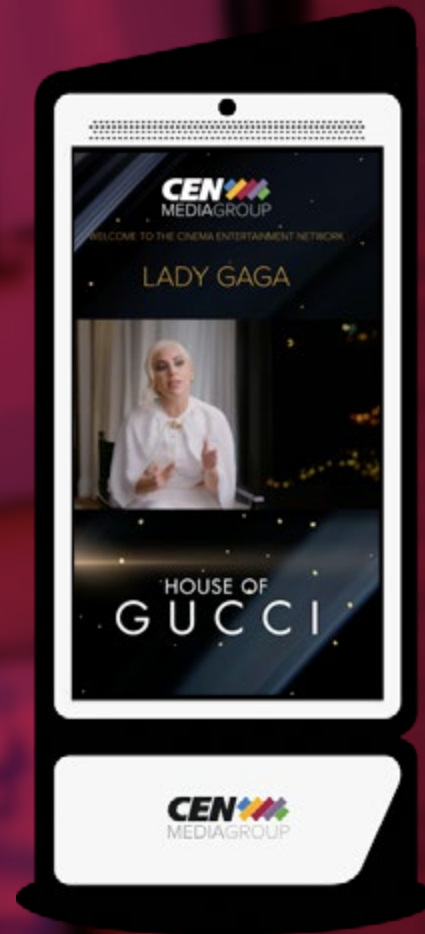 CEN
MEDIAGROUP
WELCOME TO THE CINEMA ENTERTAINMENT NETWORK
LADY GAGA
HOUSE OF
GUCCI
CEN
MEDIAGROUP